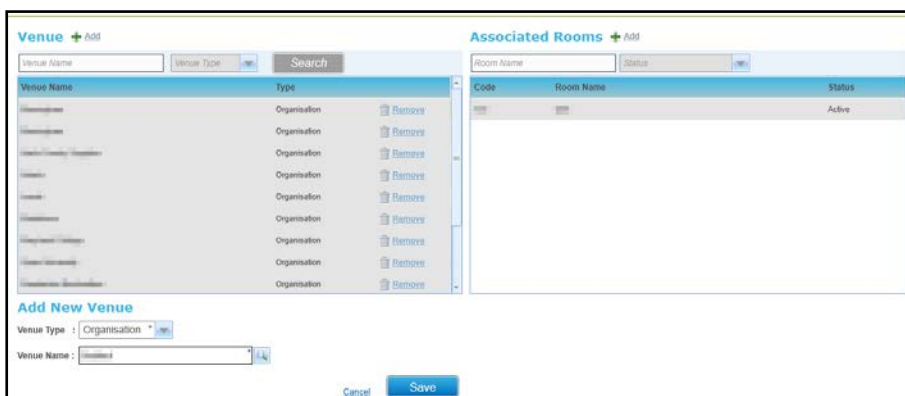 Venue Add
Venue Name Venue Type Search
Venue Name Type
Organisation Remove
Organisation Remove
Organisation Remove
Organisation Remove
Organisation Remove
Organisation Remove
Organisation Remove
Organisation Remove
Organisation Remove
Associated Rooms Add
Room Name Status
Code Room Name Status
Active
Add New Venue
Venue Type : Organisation *
Venue Name : *
Cancel Save